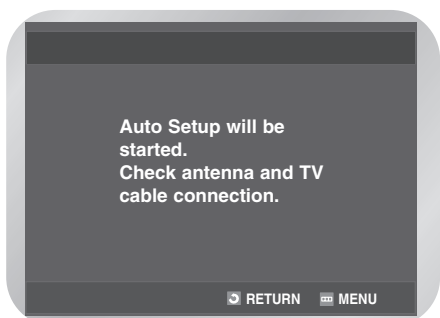 Auto Setup will be
started.
Check antenna and TV
cable connection.
RETURN MENU